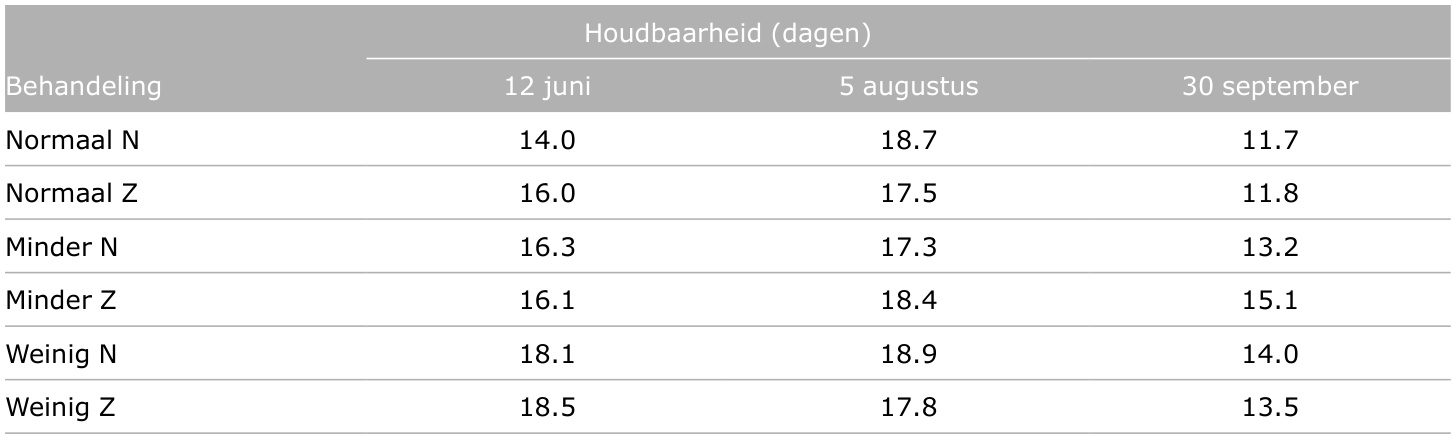 Houdbaarheid (dagen)
Behandeling 12 juni 5 augustus 30 september
Normaal N 14.0 18.7 11.7
Normaal Z 16.0 17.5 11.8
Minder N 16.3 17.3 13.2
Minder Z 16.1 18.4 15.1
Weinig N 18.1 18.9 14.0
Weinig Z 18.5 17.8 13.5